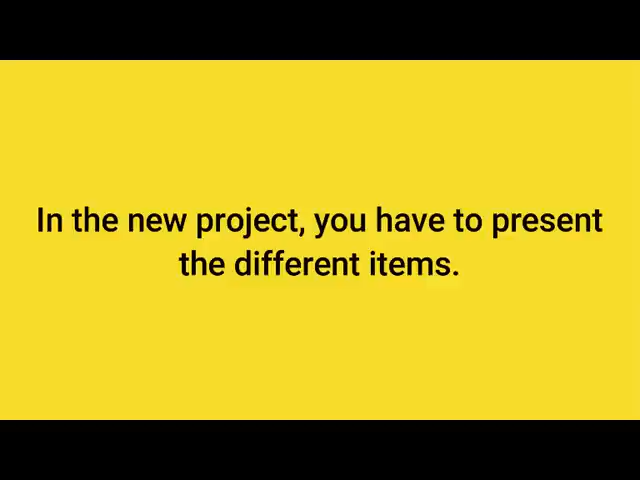 In the new project, you have to present
the different items.